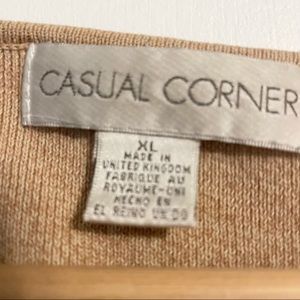 CASUAL CORNER
XL
MADE IN
UNITED KINGDOM
FABRIQUE AU
ROYAUME-UNI
HECHO EN
EL REINO UNIDO